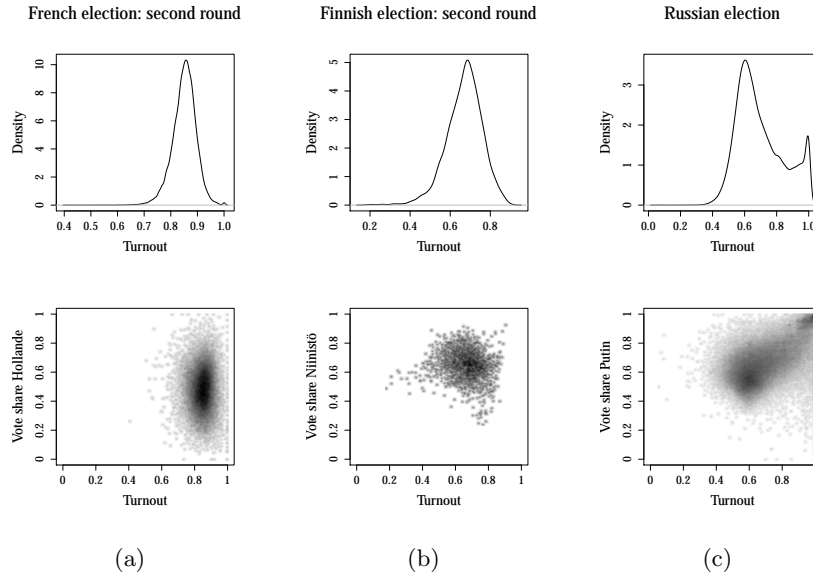 French election: second round
Finnish election: second round
Russian election
Density
0 2 4 6 8 10
0.4 0.5 0.6 0.7 0.8 0.9 1.0
Turnout
Density
0 1 2 3 4 5
0.2 0.4 0.6 0.8
Turnout
Density
0 1 2 3
0.0 0.2 0.4 0.6 0.8 1.0
Turnout
Vote share Hollande
0 0.2 0.4 0.6 0.8 1
0 0.2 0.4 0.6 0.8 1
Turnout
Vote share Niinistö
0 0.2 0.4 0.6 0.8 1
0 0.2 0.4 0.6 0.8 1
Turnout
Vote share Putin
0 0.2 0.4 0.6 0.8 1
0 0.2 0.4 0.6 0.8
Turnout
(a)
(b)
(c)